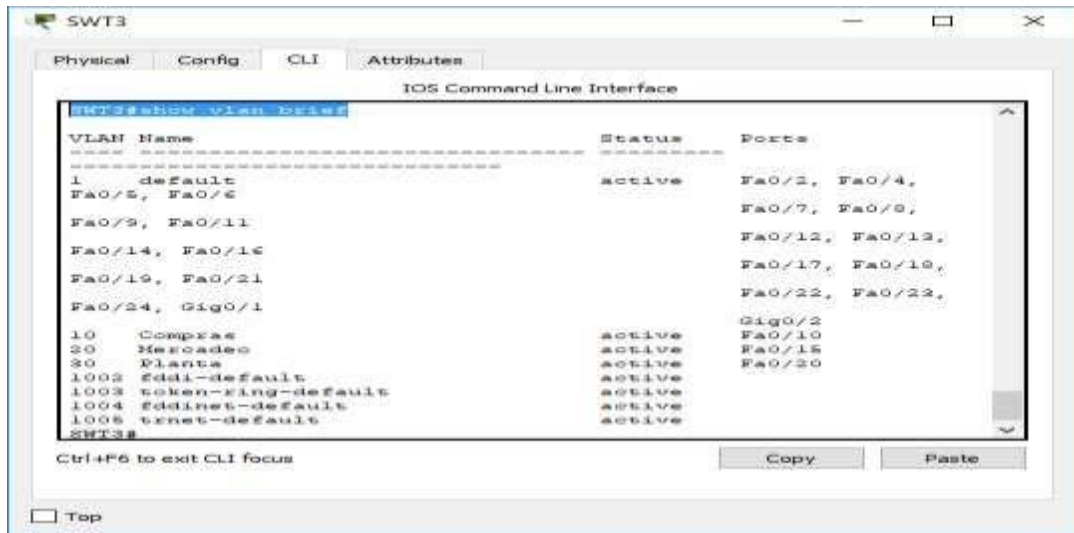 SWT3
Physical Config CLI Attributes
IOS Command Line Interface
SWT3#show vlan brief
VLAN Name Status Ports
---- -------------------------------- ---------
-------------------------------
1 default active Fa0/2, Fa0/4,
Fa0/5, Fa0/6
Fa0/7, Fa0/8,
Fa0/9, Fa0/11
Fa0/12, Fa0/13,
Fa0/14, Fa0/16
Fa0/17, Fa0/18,
Fa0/19, Fa0/21
Fa0/22, Fa0/23,
Fa0/24, Gig0/1
Gig0/2
10 Compras active Fa0/10
20 Mercadeo active Fa0/15
30 Planta active Fa0/20
1002 fddi-default active
1003 token-ring-default active
1004 fddinet-default active
1005 trnet-default active
SWT3#
Ctrl+F6 to exit CLI focus
Copy Paste
Top